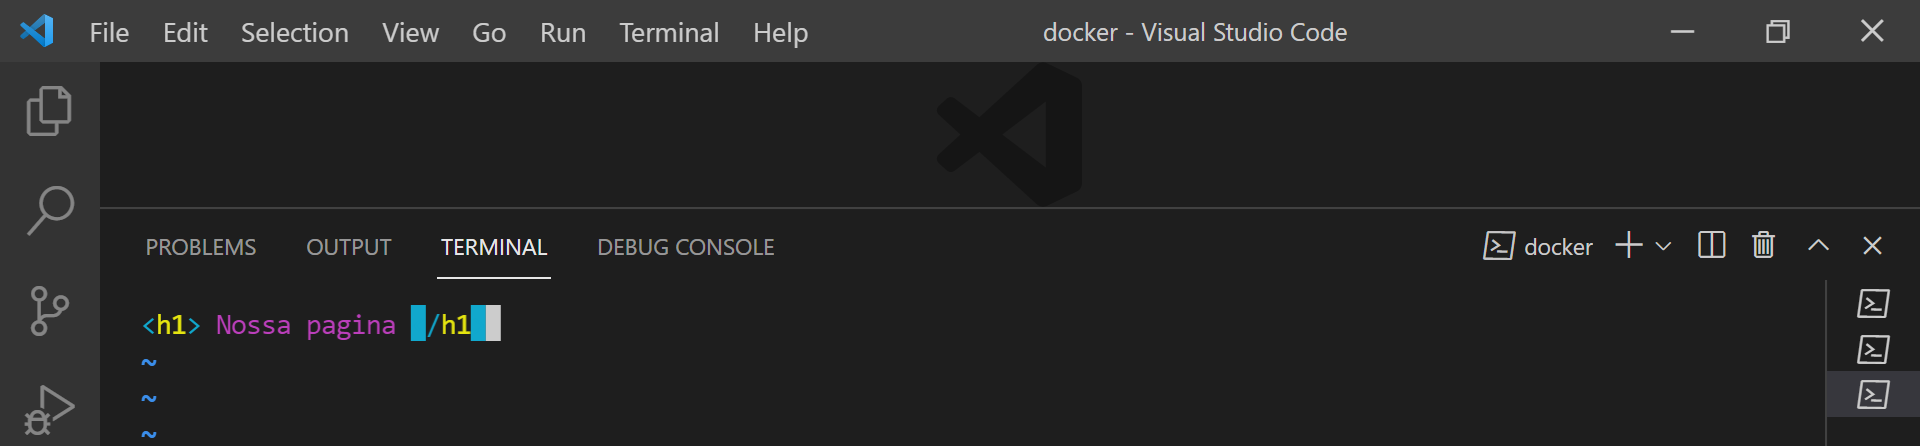 File Edit Selection View Go Run Terminal Help docker - Visual Studio Code
PROBLEMS OUTPUT TERMINAL DEBUG CONSOLE docker
<h1> Nossa pagina </h1>
~
~
~